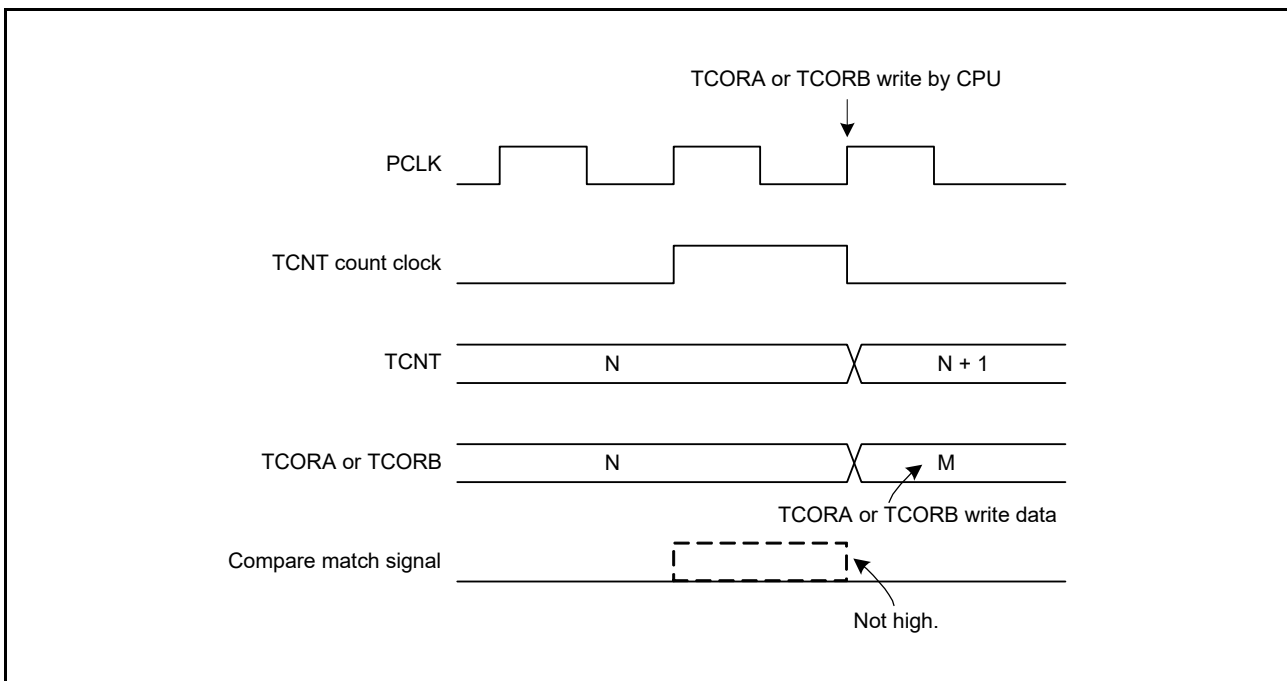 TCORA or TCORB write by CPU
PCLK
TCNT count clock
TCNT
N
N + 1
TCORA or TCORB
N
M
TCORA or TCORB write data
Compare match signal
Not high.